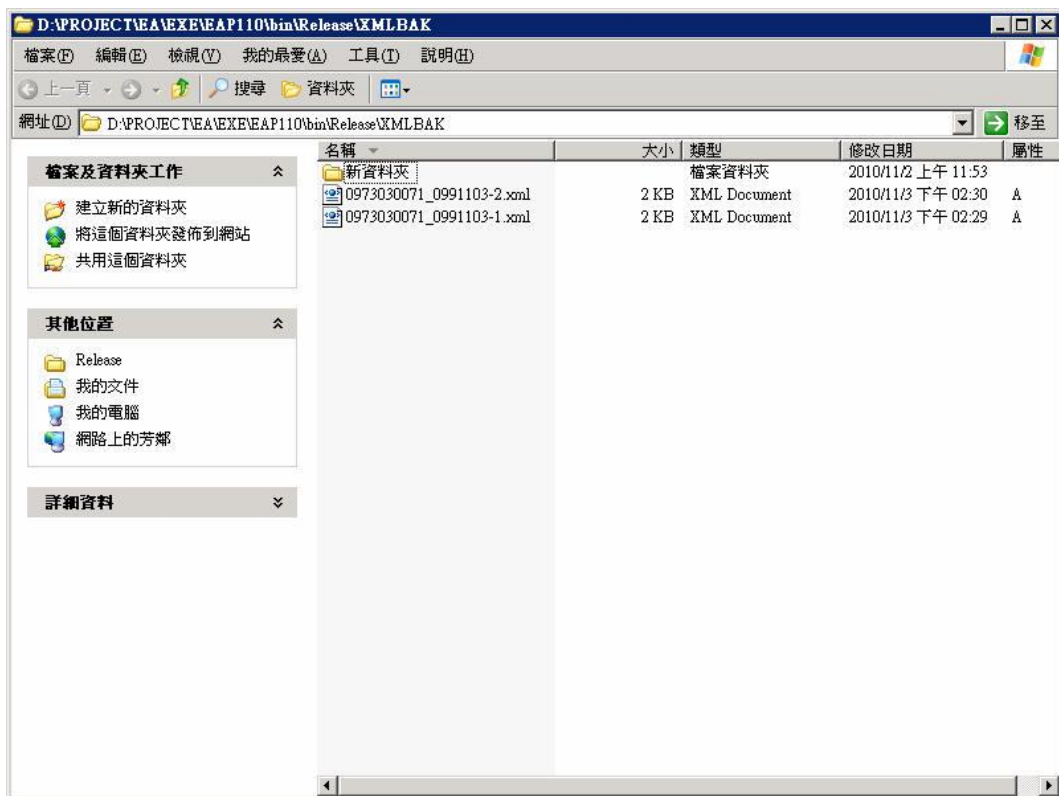 D:\PROJECT\EA\EXE\EAP110\bin\Release\XMLBAK
檔案(F) 編輯(E) 檢視(V) 我的最愛(A) 工具(T) 說明(H)
上一頁 搜尋 資料夾
網址(D) D:\PROJECT\EA\EXE\EAP110\bin\Release\XMLBAK 移至
檔案及資料夾工作
建立新的資料夾
將這個資料夾發佈到網站
共用這個資料夾
其他位置
Release
我的文件
我的電腦
網路上的芳鄰
詳細資料
名稱 大小 類型 修改日期 屬性
新資料夾 檔案資料夾 2010/11/2 上午 11:53
0973030071_0991103-2.xml 2 KB XML Document 2010/11/3 下午 02:30 A
0973030071_0991103-1.xml 2 KB XML Document 2010/11/3 下午 02:29 A